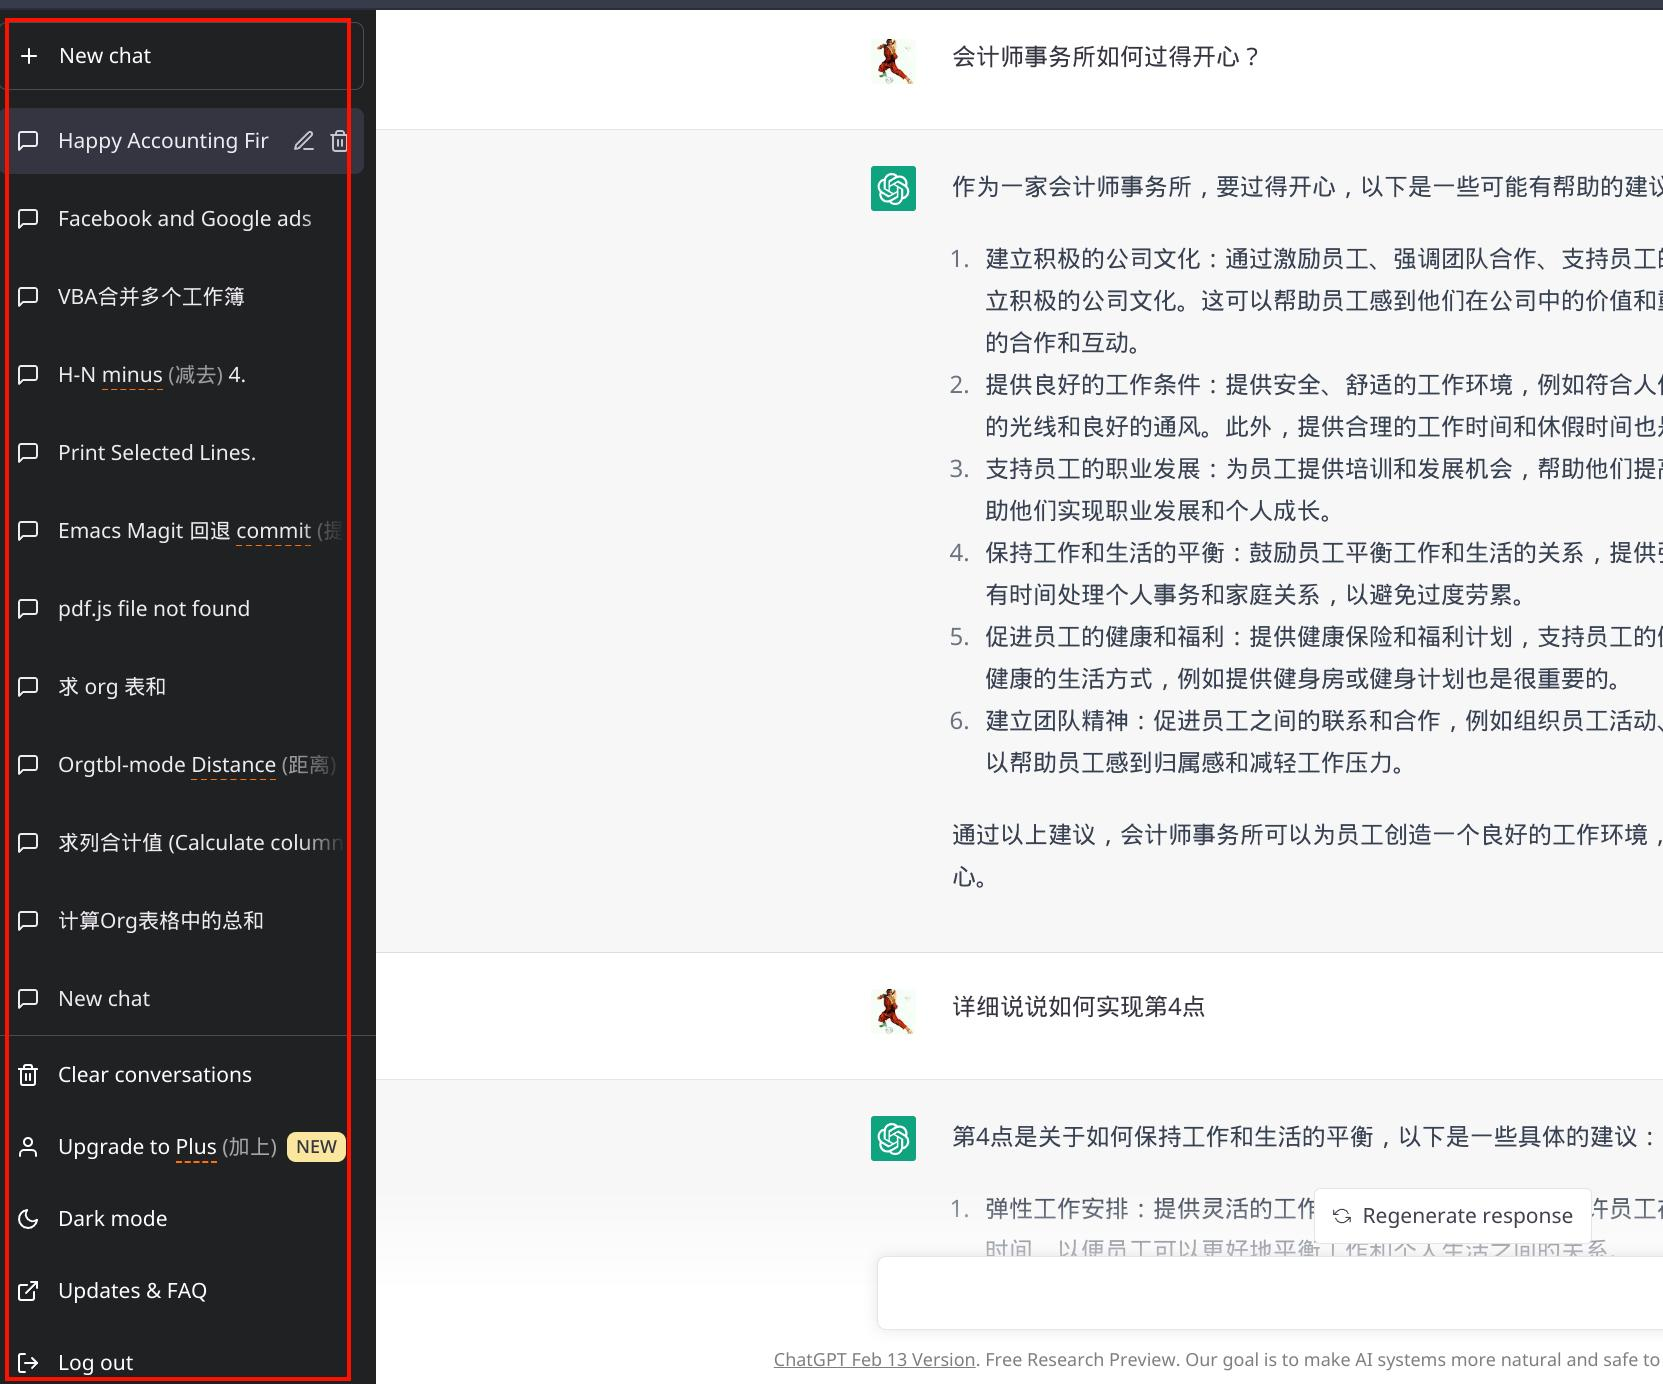 New chat
Happy Accounting Fir
Facebook and Google ads
VBA合并多个工作簿
H-N minus (减去) 4.
Print Selected Lines.
Emacs Magit 回退 commit (提
pdf.js file not found
求 org 表和
Orgtbl-mode Distance (距离)
求列合计值 (Calculate column
计算Org表格中的总和
New chat
Clear conversations
Upgrade to Plus (加上) NEW
Dark mode
Updates & FAQ
Log out
会计师事务所如何过得开心？
作为一家会计师事务所，要过得开心，以下是一些可能有帮助的建议
1. 建立积极的公司文化：通过激励员工、强调团队合作、支持员工的
立积极的公司文化。这可以帮助员工感到他们在公司中的价值和重
的合作和互动。
2. 提供良好的工作条件：提供安全、舒适的工作环境，例如符合人体
的光线和良好的通风。此外，提供合理的工作时间和休假时间也是
3. 支持员工的职业发展：为员工提供培训和发展机会，帮助他们提高
助他们实现职业发展和个人成长。
4. 保持工作和生活的平衡：鼓励员工平衡工作和生活的关系，提供弹
有时间处理个人事务和家庭关系，以避免过度劳累。
5. 促进员工的健康和福利：提供健康保险和福利计划，支持员工的健
健康的生活方式，例如提供健身房或健身计划也是很重要的。
6. 建立团队精神：促进员工之间的联系和合作，例如组织员工活动、
以帮助员工感到归属感和减轻工作压力。
通过以上建议，会计师事务所可以为员工创造一个良好的工作环境，
心。
详细说说如何实现第4点
第4点是关于如何保持工作和生活的平衡，以下是一些具体的建议：
1. 弹性工作安排：提供灵活的工作 许员工在
时间，以便员工可以更好地平衡工作和个人生活之间的关系。
Regenerate response
ChatGPT Feb 13 Version. Free Research Preview. Our goal is to make AI systems more natural and safe to